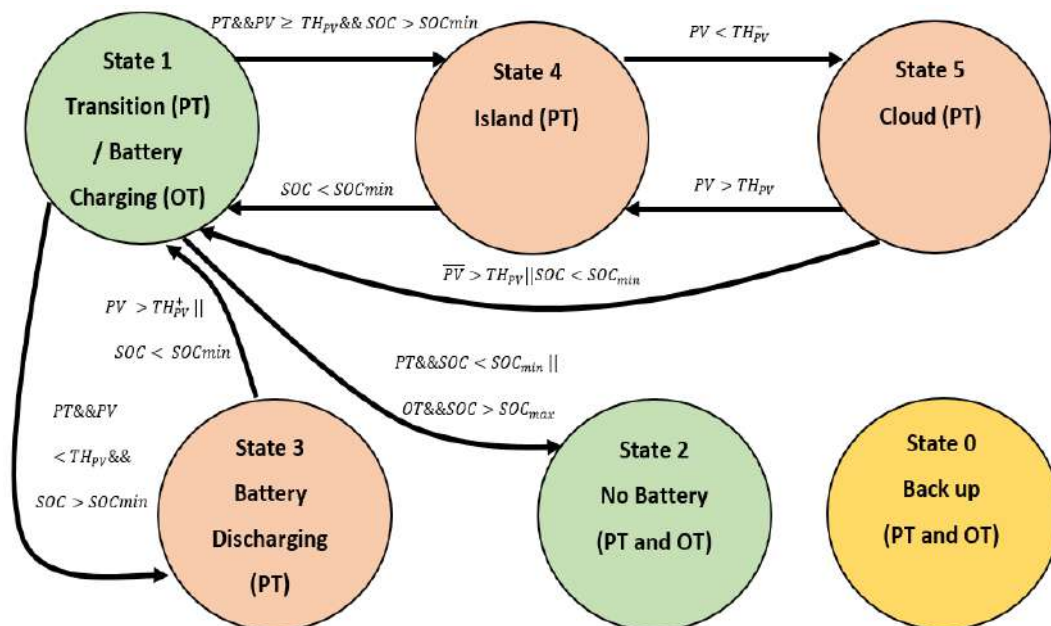 PT&&PV ≥ TH_PV&& SOC > SOCmin
State 1
Transition (PT)
/ Battery
Charging (OT)
State 4
Island (PT)
PV < TH⁻_PV
State 5
Cloud (PT)
SOC < SOCmin
PV > TH_PV
P̅V̅ > TH_PV||SOC < SOC_min
PV > TH⁺_PV ||
SOC < SOCmin
PT&&SOC < SOC_min ||
OT&&SOC > SOC_max
PT&&PV
< TH_PV&&
SOC > SOCmin
State 3
Battery
Discharging
(PT)
State 2
No Battery
(PT and OT)
State 0
Back up
(PT and OT)